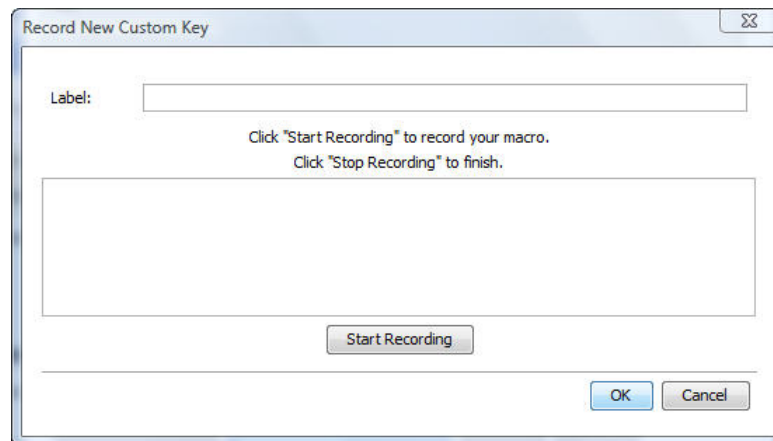 Record New Custom Key
Label:
Click "Start Recording" to record your macro.
Click "Stop Recording" to finish.
Start Recording
OK Cancel